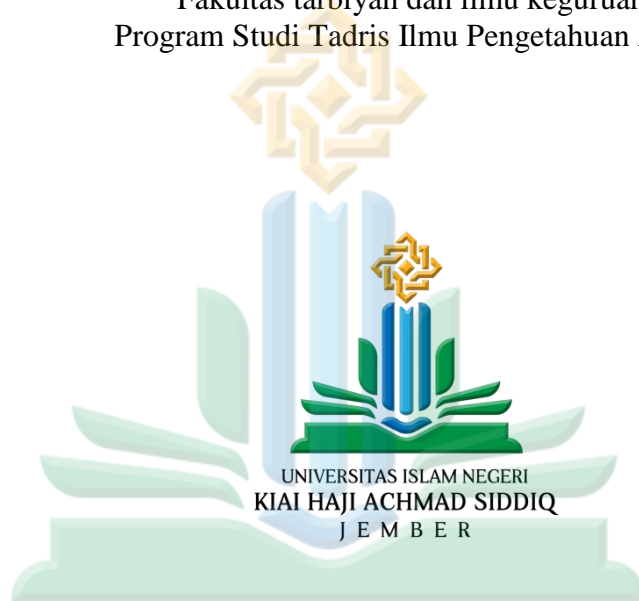 Fakultas tarbiyah dan ilmu keguruan
Program Studi Tadris Ilmu Pengetahuan
UNIVERSITAS ISLAM NEGERI
KIAI HAJI ACHMAD SIDDIQ
J E M B E R